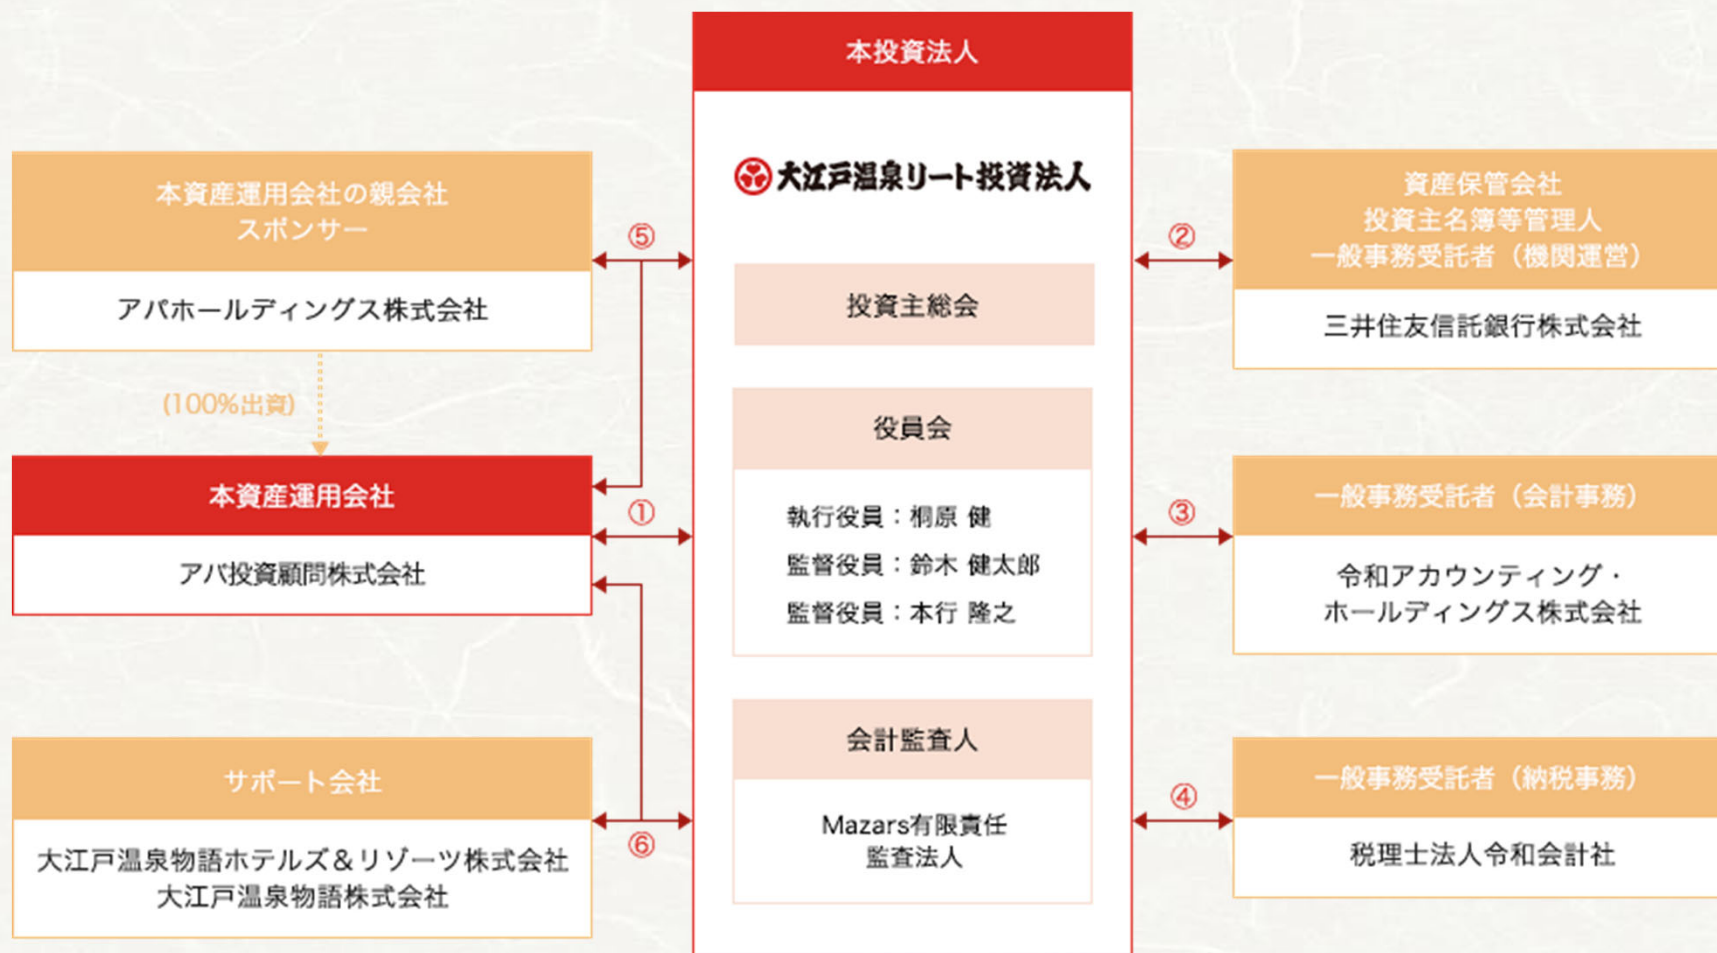 本投資法人
大江戸温泉リート投資法人
投資主総会
役員会
執行役員：桐原 健
監督役員：鈴木 健太郎
監督役員：本行 隆之
会計監査人
Mazars有限責任
監査法人
本資産運用会社の親会社
スポンサー
アパホールディングス株式会社
(100%出資)
本資産運用会社
アパ投資顧問株式会社
サポート会社
大江戸温泉物語ホテルズ＆リゾーツ株式会社
大江戸温泉物語株式会社
⑤
①
⑥
②
③
④
資産保管会社
投資主名簿等管理人
一般事務受託者（機関運営）
三井住友信託銀行株式会社
一般事務受託者（会計事務）
令和アカウンティング・
ホールディングス株式会社
一般事務受託者（納税事務）
税理士法人令和会計社